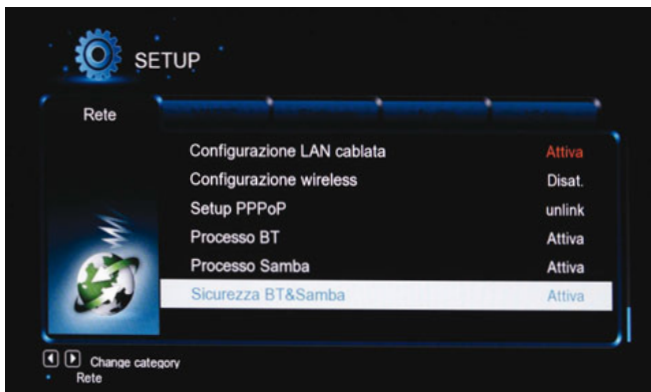 SETUP
Rete
Configurazione LAN cablata Attiva
Configurazione wireless Disat.
Setup PPPoP unlink
Processo BT Attiva
Processo Samba Attiva
Sicurezza BT&Samba Attiva
Change category
Rete